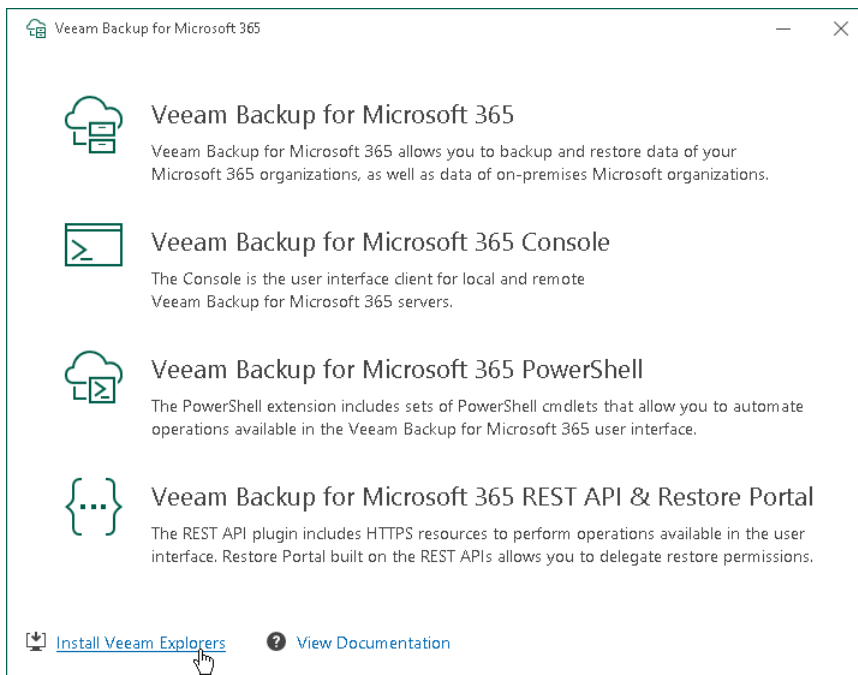 Veeam Backup for Microsoft 365
Veeam Backup for Microsoft 365
Veeam Backup for Microsoft 365 allows you to backup and restore data of your
Microsoft 365 organizations, as well as data of on-premises Microsoft organizations.
Veeam Backup for Microsoft 365 Console
The Console is the user interface client for local and remote
Veeam Backup for Microsoft 365 servers.
Veeam Backup for Microsoft 365 PowerShell
The PowerShell extension includes sets of PowerShell cmdlets that allow you to automate
operations available in the Veeam Backup for Microsoft 365 user interface.
Veeam Backup for Microsoft 365 REST API & Restore Portal
The REST API plugin includes HTTPS resources to perform operations available in the user
interface. Restore Portal built on the REST APIs allows you to delegate restore permissions.
Install Veeam Explorers
View Documentation